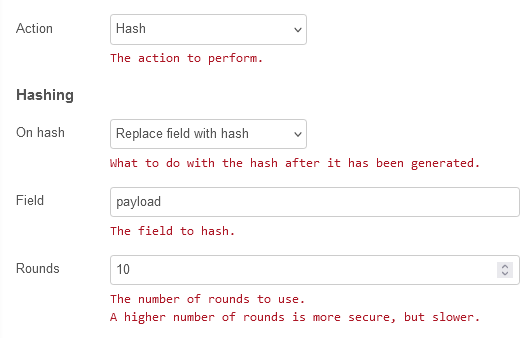 Action
Hash
The action to perform.
Hashing
On hash
Replace field with hash
What to do with the hash after it has been generated.
Field
payload
The field to hash.
Rounds
10
The number of rounds to use.
A higher number of rounds is more secure, but slower.